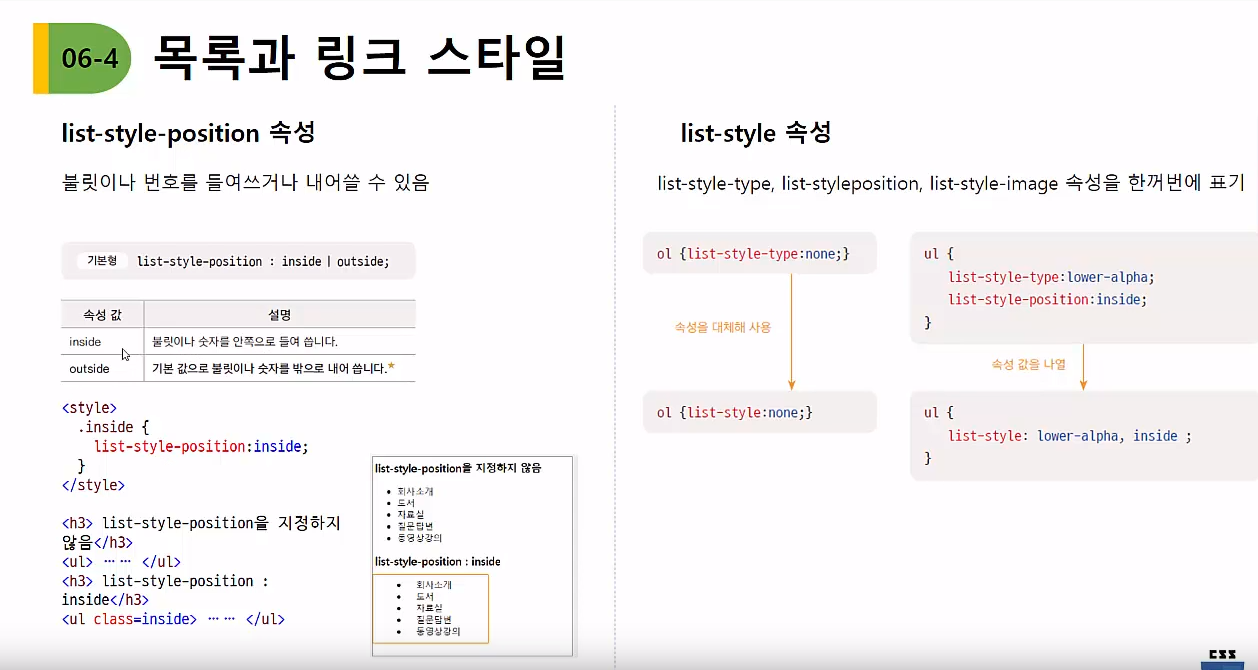 06-4 목록과 링크 스타일
list-style-position 속성
불릿이나 번호를 들여쓰거나 내어쓸 수 있음
기본형 list-style-position : inside | outside;
속성 값 설명
inside 불릿이나 숫자를 안쪽으로 들여 씁니다.
outside 기본 값으로 불릿이나 숫자를 밖으로 내어 씁니다.*
<style>
.inside {
list-style-position:inside;
}
</style>
<h3> list-style-position을 지정하지
않음</h3>
<ul> …… </ul>
<h3> list-style-position :
inside</h3>
<ul class=inside> …… </ul>
list-style-position을 지정하지 않음
• 회사소개
• 도서
• 자료실
• 질문답변
• 동영상강의
list-style-position : inside
• 회사소개
• 도서
• 자료실
• 질문답변
• 동영상강의
list-style 속성
list-style-type, list-styleposition, list-style-image 속성을 한꺼번에 표기
ol {list-style-type:none;}
속성을 대체해 사용
ol {list-style:none;}
ul {
list-style-type:lower-alpha;
list-style-position:inside;
}
속성 값을 나열
ul {
list-style: lower-alpha, inside ;
}
CSS